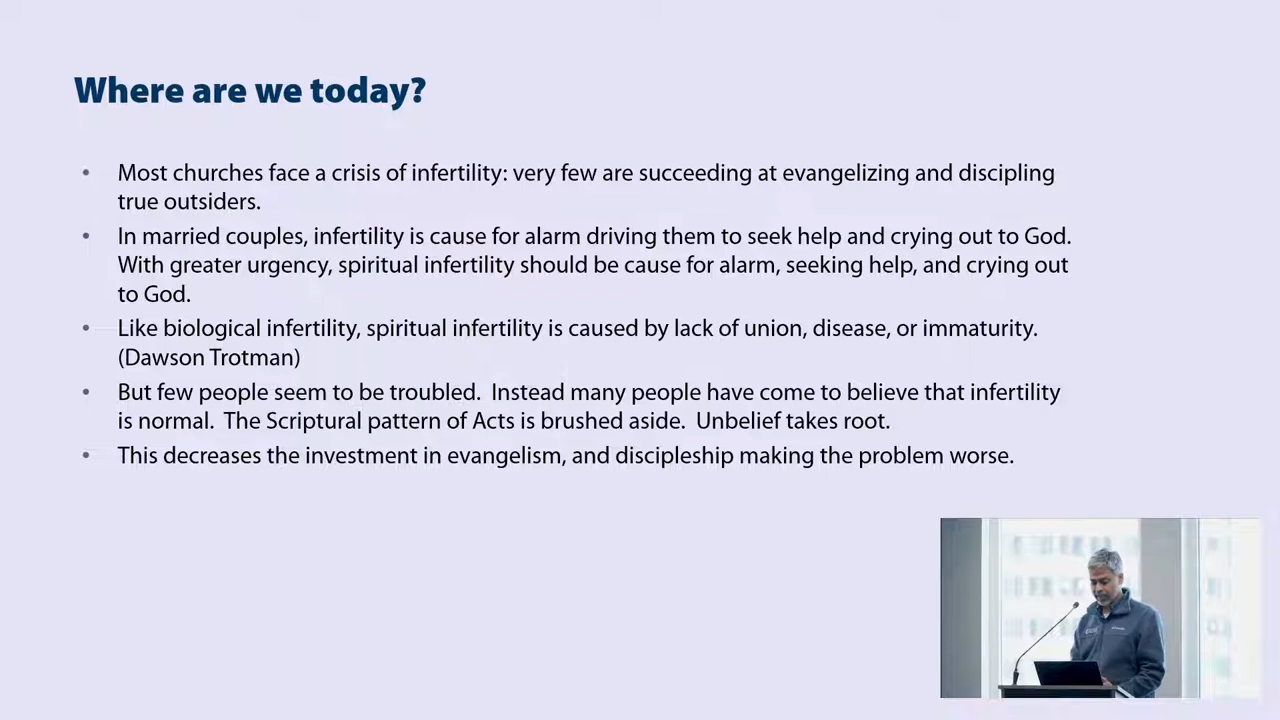 Where are we today?
• Most churches face a crisis of infertility: very few are succeeding at evangelizing and discipling
true outsiders.
• In married couples, infertility is cause for alarm driving them to seek help and crying out to God.
With greater urgency, spiritual infertility should be cause for alarm, seeking help, and crying out
to God.
• Like biological infertility, spiritual infertility is caused by lack of union, disease, or immaturity.
(Dawson Trotman)
• But few people seem to be troubled.  Instead many people have come to believe that infertility
is normal.  The Scriptural pattern of Acts is brushed aside.  Unbelief takes root.
• This decreases the investment in evangelism, and discipleship making the problem worse.